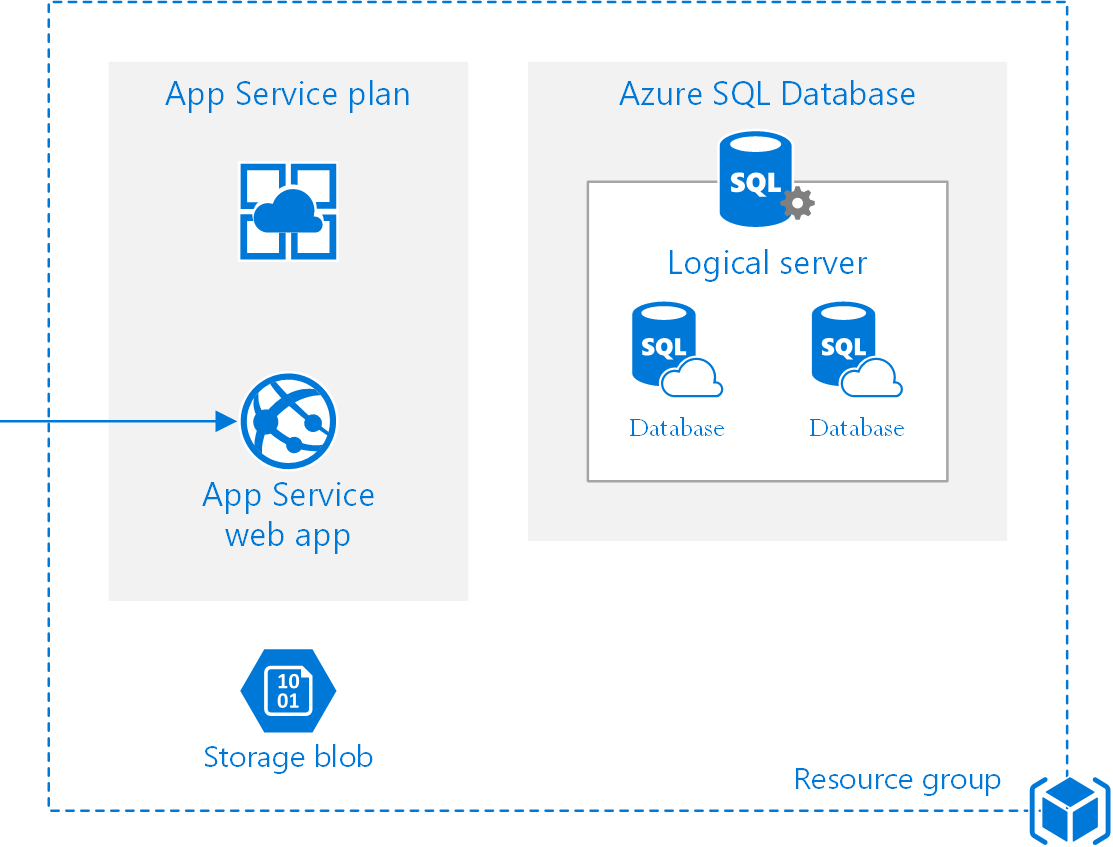 App Service plan
Azure SQL Database
SQL
Logical server
SQL
SQL
Database
Database
App Service
web app
10
01
Storage blob
Resource group